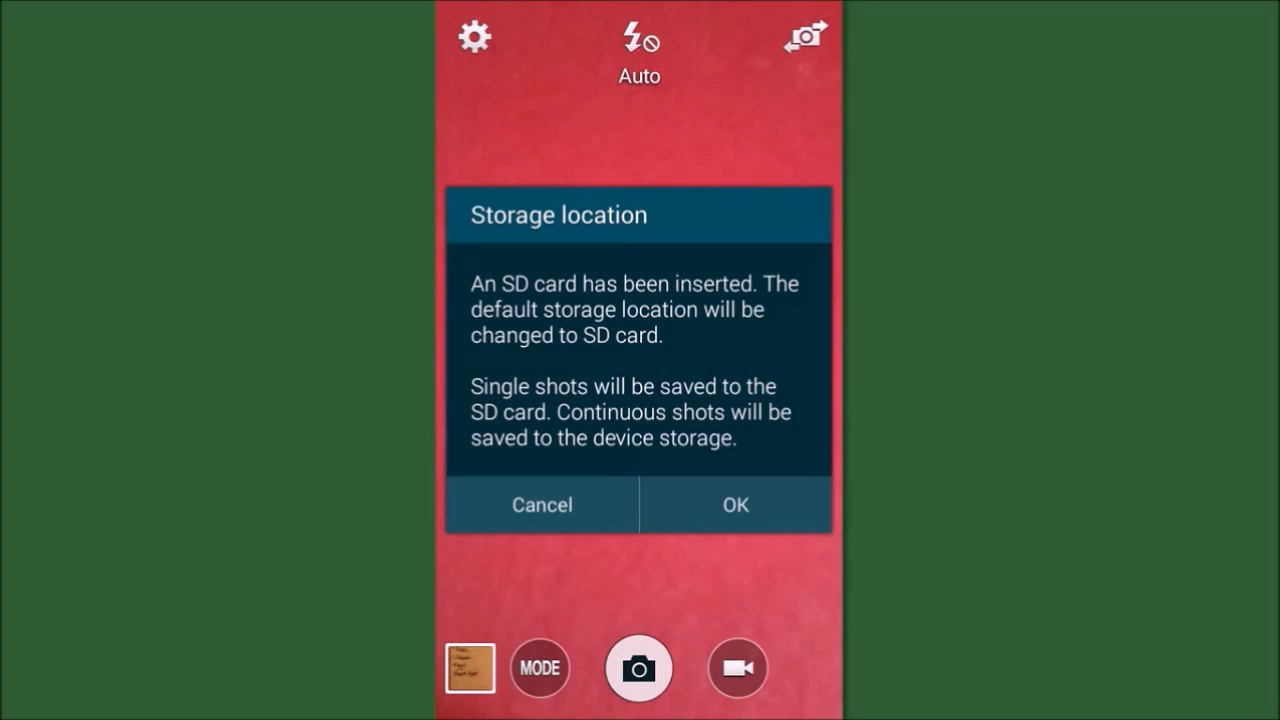 Auto
Storage location
An SD card has been inserted. The
default storage location will be
changed to SD card.
Single shots will be saved to the
SD card. Continuous shots will be
saved to the device storage.
Cancel
OK
MODE